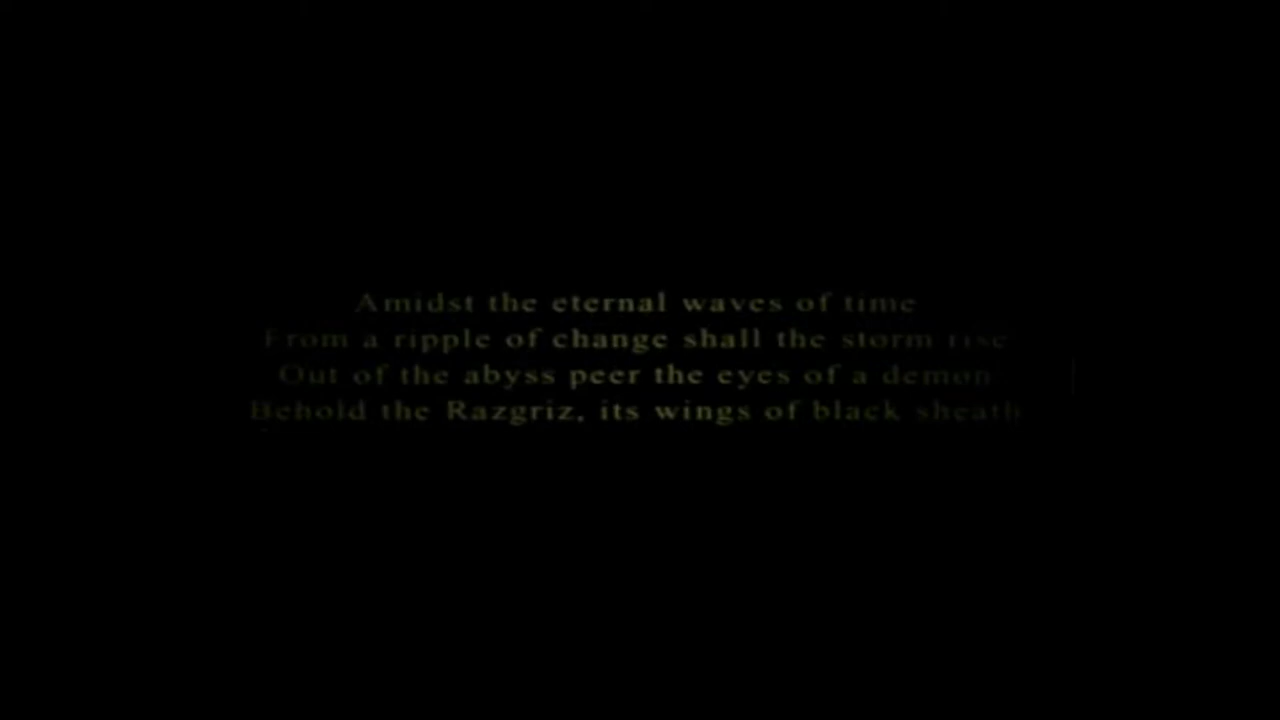 Amidst the eternal waves of time
From a ripple of change shall the storm rise
Out of the abyss peer the eyes of a demon
Behold the Razgriz, its wings of black sheath